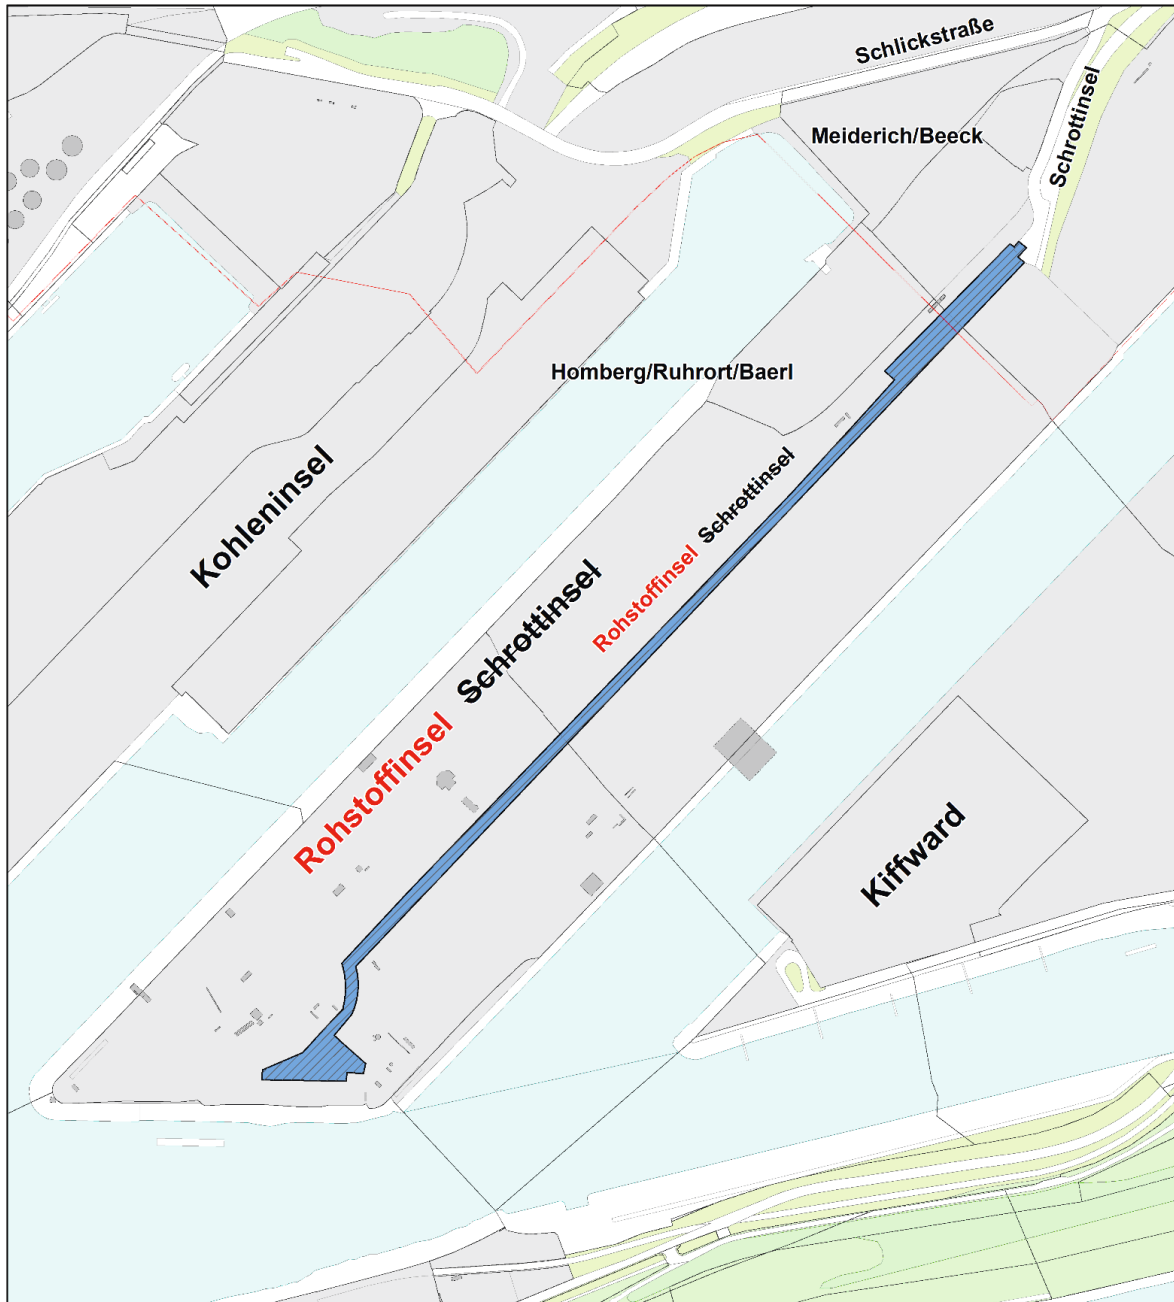 Schlickstraße
Schrottinsel
Meiderich/Beeck
Homberg/Ruhrort/Baerl
Kohleninsel
Rohstoffinsel Schrottinsel
Rohstoffinsel Schrottinsel
Kiffward